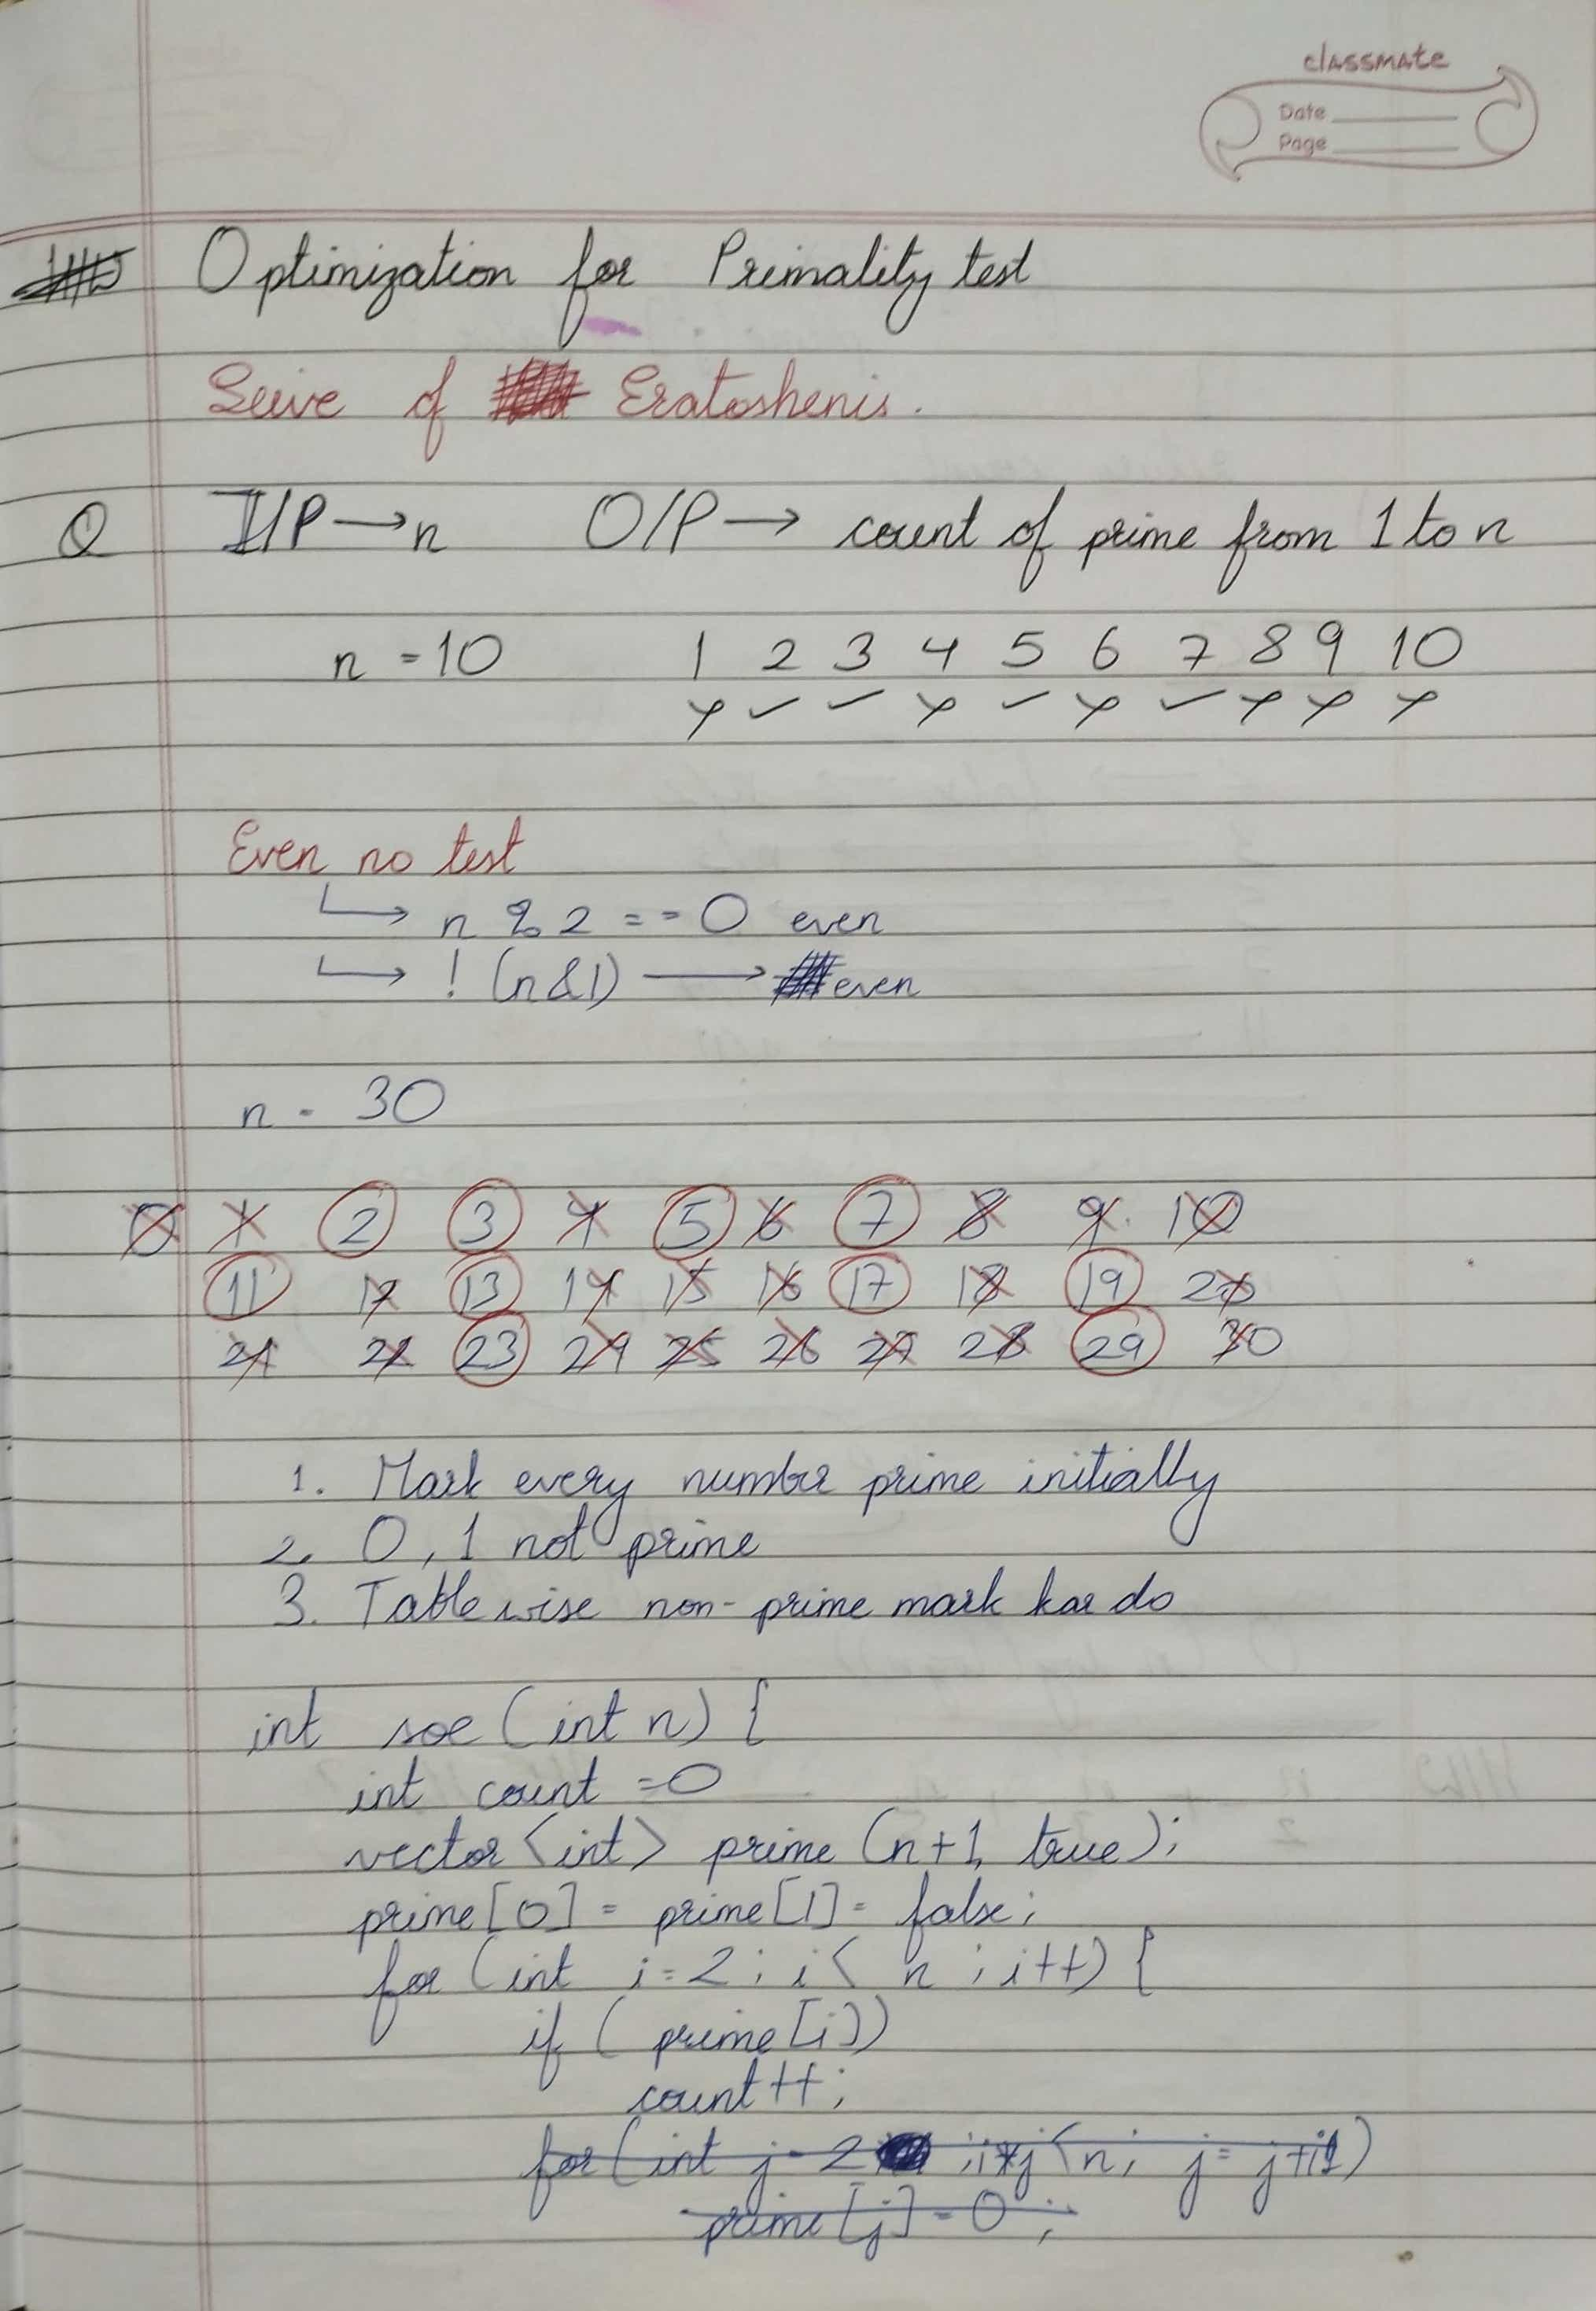 classmate
Date
Page
Optimization for Primality test
Seive of Eratoshenis.
Q I/P → n O/P → count of prime from 1 to n
n = 10 1 2 3 4 5 6 7 8 9 10
✗ ✓ ✓ ✗ ✓ ✗ ✓ ✗ ✗ ✗
Even no test
↳ n % 2 == 0 even
↳ ! (n&1) → even
n - 30
0 1 2 3 4 5 6 7 8 9 10
11 12 13 14 15 16 17 18 19 20
21 22 23 24 25 26 27 28 29 30
1. Mark every number prime initially
2. 0, 1 not prime
3. Table wise non-prime mark kar do
int soe (int n) {
int count =0
vector <int> prime (n+1, true);
prime[0] = prime[1] = false;
for (int i=2; i< n ; i++) {
if ( prime[i])
count++;
for (int j = 2 ; i*j < n; j= j+1)
prime[j] = 0 ;